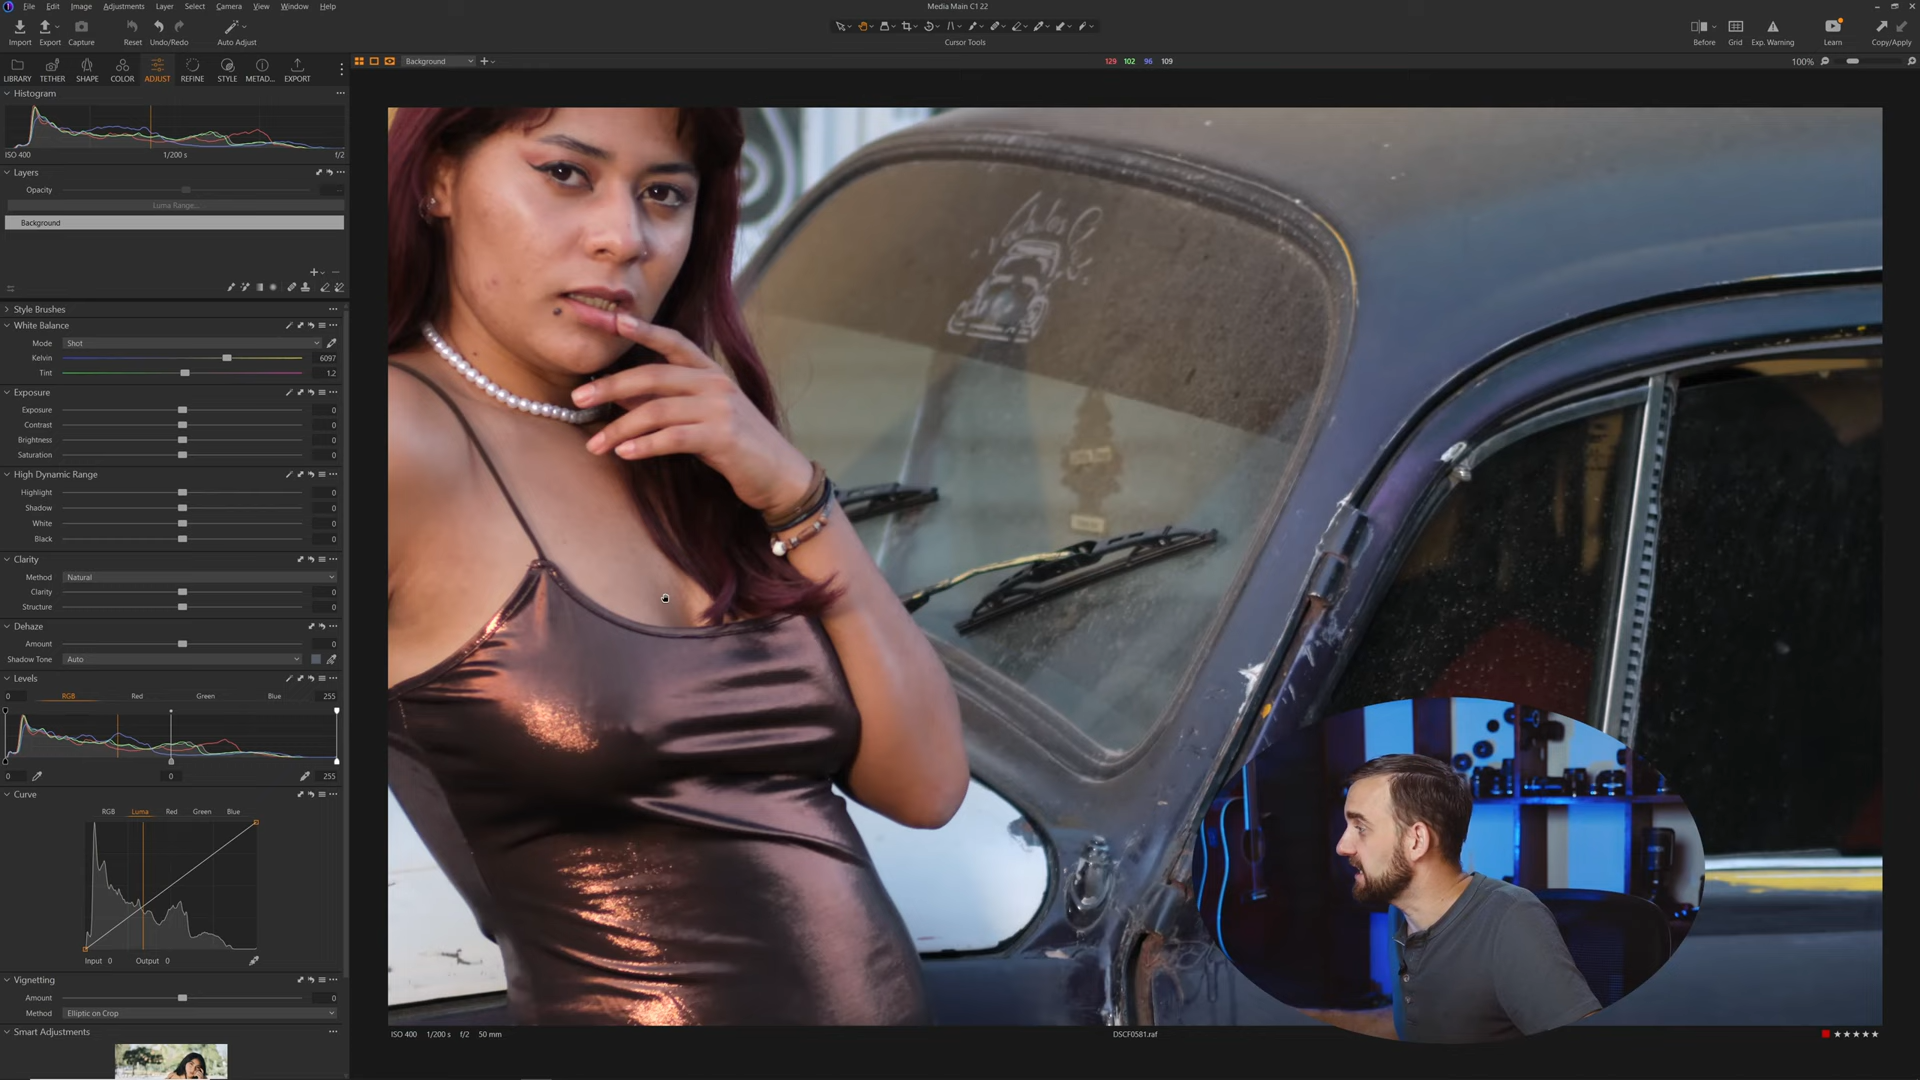 File Edit Image Adjustments Layer Select Camera View Window Help
Media Main C122
Import Export Capture Reset Undo/Redo Auto Adjust
Cursor Tools
Before Grid Exp. Warning Learn Copy/Apply
LIBRARY TETHER SHAPE COLOR ADJUST REFINE STYLE METAD... EXPORT
Background
129 102 96 109
100%
Histogram
ISO 400 1/200 s f/2
Layers
Opacity
Luma Range...
Background
Style Brushes
White Balance
Mode Shot
Kelvin 6097
Tint 1.2
Exposure
Exposure 0
Contrast 0
Brightness 0
Saturation 0
High Dynamic Range
Highlight 0
Shadow 0
White 0
Black 0
Clarity
Method Natural
Clarity 0
Structure 0
Dehaze
Amount 0
Shadow Tone Auto
Levels
0 RGB Red Green Blue 255
0 0 255
Curve
RGB Luma Red Green Blue
Input 0 Output 0
Vignetting
Amount 0
Method Elliptic on Crop
Smart Adjustments
ISO 400 1/200 s f/2 50 mm
DSCF0581.raf